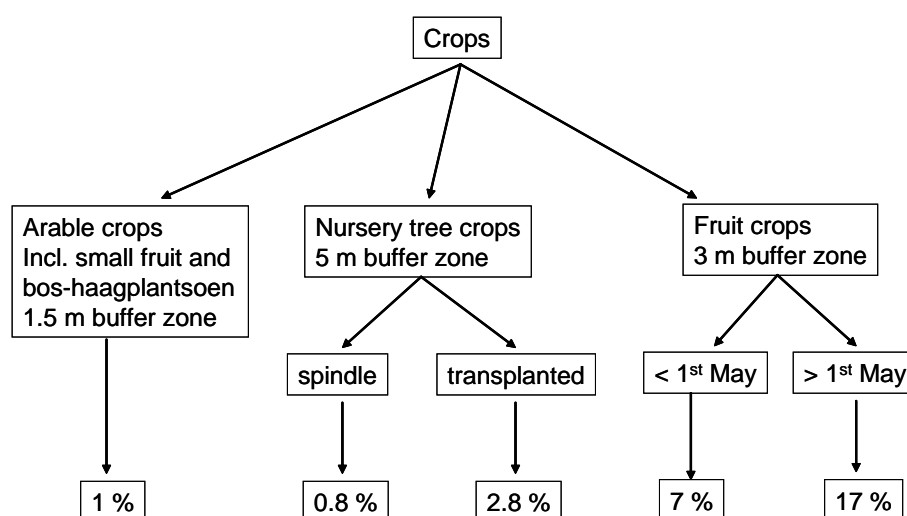 Crops
Arable crops
Incl. small fruit and
bos-haagplantsoen
1.5 m buffer zone
Nursery tree crops
5 m buffer zone
Fruit crops
3 m buffer zone
spindle
transplanted
< 1st May
> 1st May
1 %
0.8 %
2.8 %
7 %
17 %